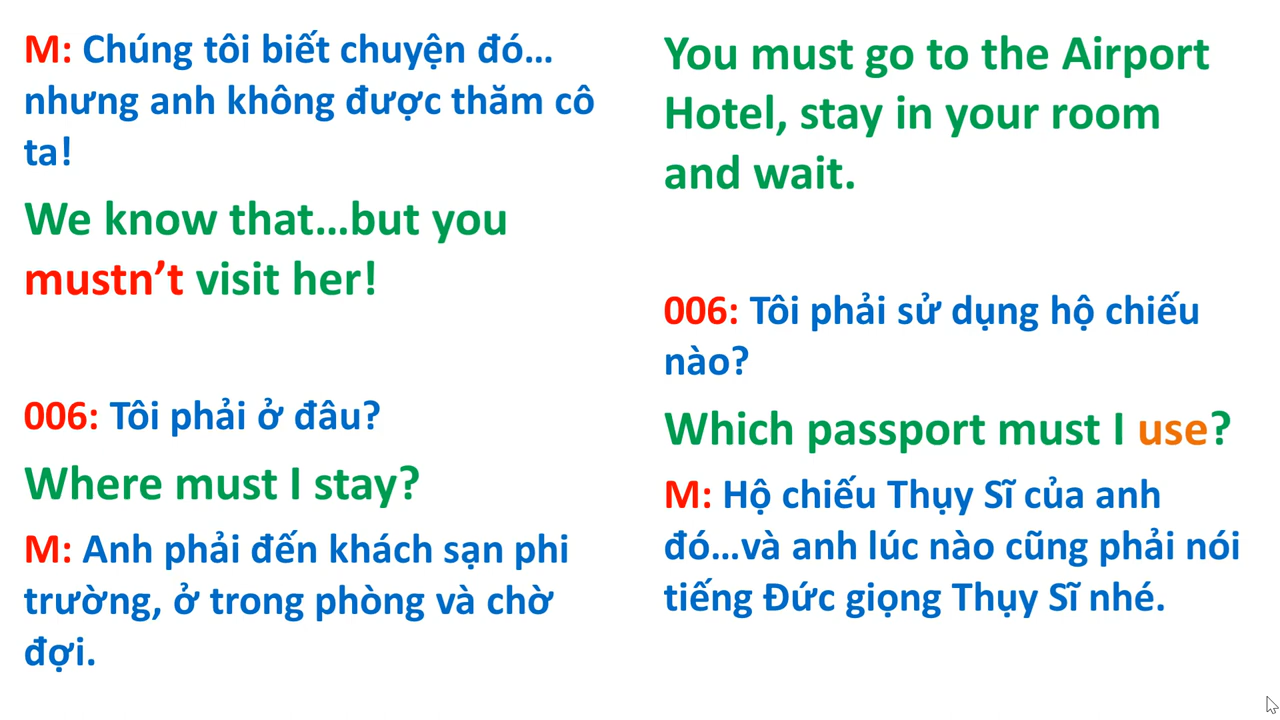 M: Chúng tôi biết chuyện đó…
nhưng anh không được thăm cô
ta!
We know that…but you
mustn’t visit her!
006: Tôi phải ở đâu?
Where must I stay?
M: Anh phải đến khách sạn phi
trường, ở trong phòng và chờ
đợi.
You must go to the Airport
Hotel, stay in your room
and wait.
006: Tôi phải sử dụng hộ chiếu
nào?
Which passport must I use?
M: Hộ chiếu Thụy Sĩ của anh
đó…và anh lúc nào cũng phải nói
tiếng Đức giọng Thụy Sĩ nhé.